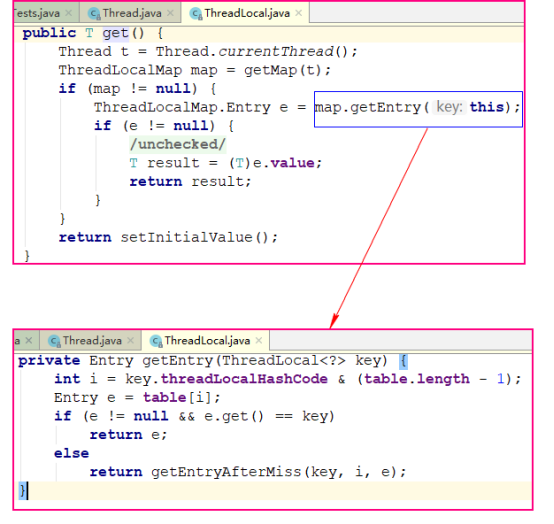 Tests.java × Thread.java × ThreadLocal.java ×
public T get() {
Thread t = Thread.currentThread();
ThreadLocalMap map = getMap(t);
if (map != null) {
ThreadLocalMap.Entry e = map.getEntry( key: this);
if (e != null) {
/unchecked/
T result = (T)e.value;
return result;
}
}
return setInitialValue();
}
a × Thread.java × ThreadLocal.java ×
private Entry getEntry(ThreadLocal<?> key) {
int i = key.threadLocalHashCode & (table.length - 1);
Entry e = table[i];
if (e != null && e.get() == key)
return e;
else
return getEntryAfterMiss(key, i, e);
}